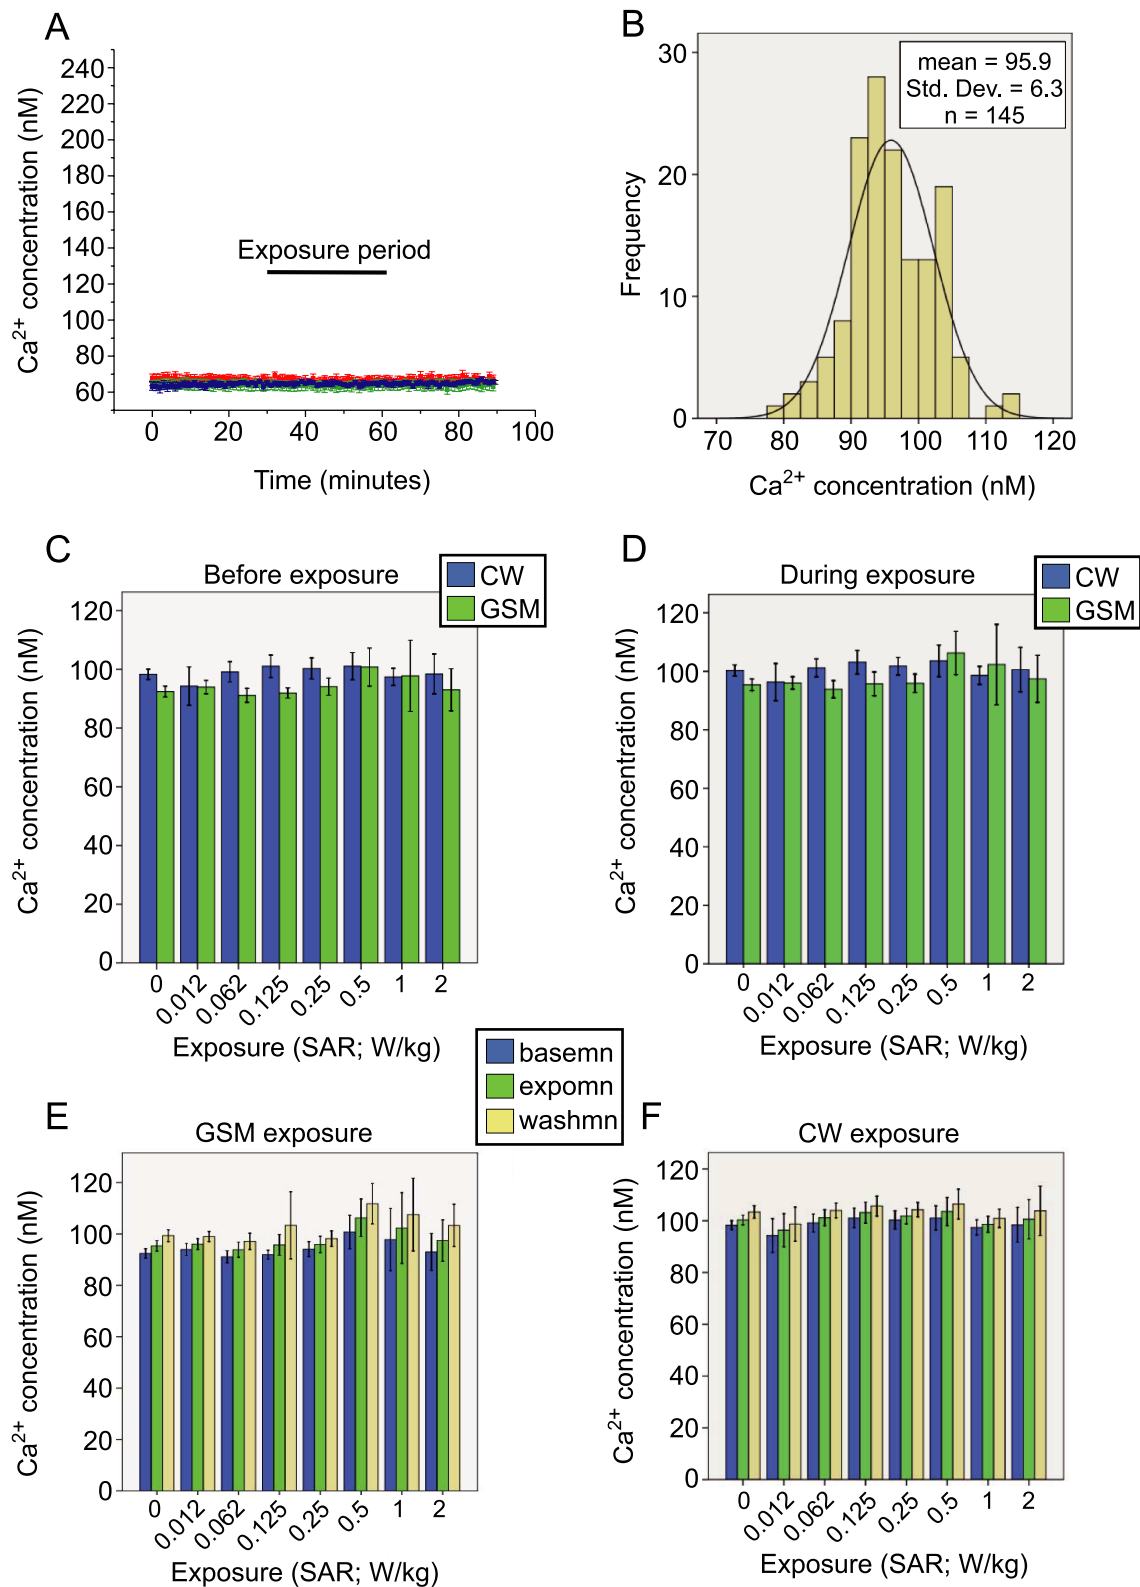 A
Ca2+ concentration (nM)
240
220
200
180
160
140
120
100
80
60
Exposure period
0 20 40 60 80 100
Time (minutes)
B
Frequency
30
20
10
0
mean = 95.9
Std. Dev. = 6.3
n = 145
70 80 90 100 110 120
Ca2+ concentration (nM)
C
Before exposure
CW
GSM
Ca2+ concentration (nM)
120
100
80
60
40
20
0
0 0.012 0.062 0.125 0.25 0.5 1 2
Exposure (SAR; W/kg)
D
During exposure
CW
GSM
Ca2+ concentration (nM)
120
100
80
60
40
20
0
0 0.012 0.062 0.125 0.25 0.5 1 2
Exposure (SAR; W/kg)
basemn
expomn
washmn
E
GSM exposure
Ca2+ concentration (nM)
120
100
80
60
40
20
0
0 0.012 0.062 0.125 0.25 0.5 1 2
Exposure (SAR; W/kg)
F
CW exposure
Ca2+ concentration (nM)
120
100
80
60
40
20
0
0 0.012 0.062 0.125 0.25 0.5 1 2
Exposure (SAR; W/kg)